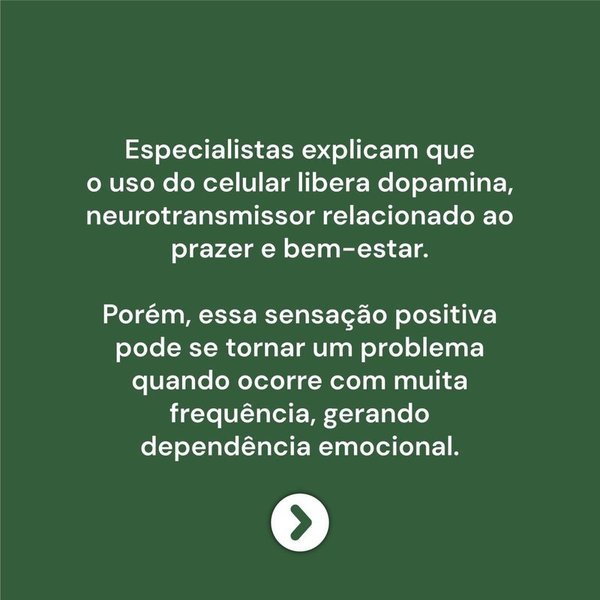 Especialistas explicam que
o uso do celular libera dopamina,
neurotransmissor relacionado ao
prazer e bem-estar.
Porém, essa sensação positiva
pode se tornar um problema
quando ocorre com muita
frequência, gerando
dependência emocional.